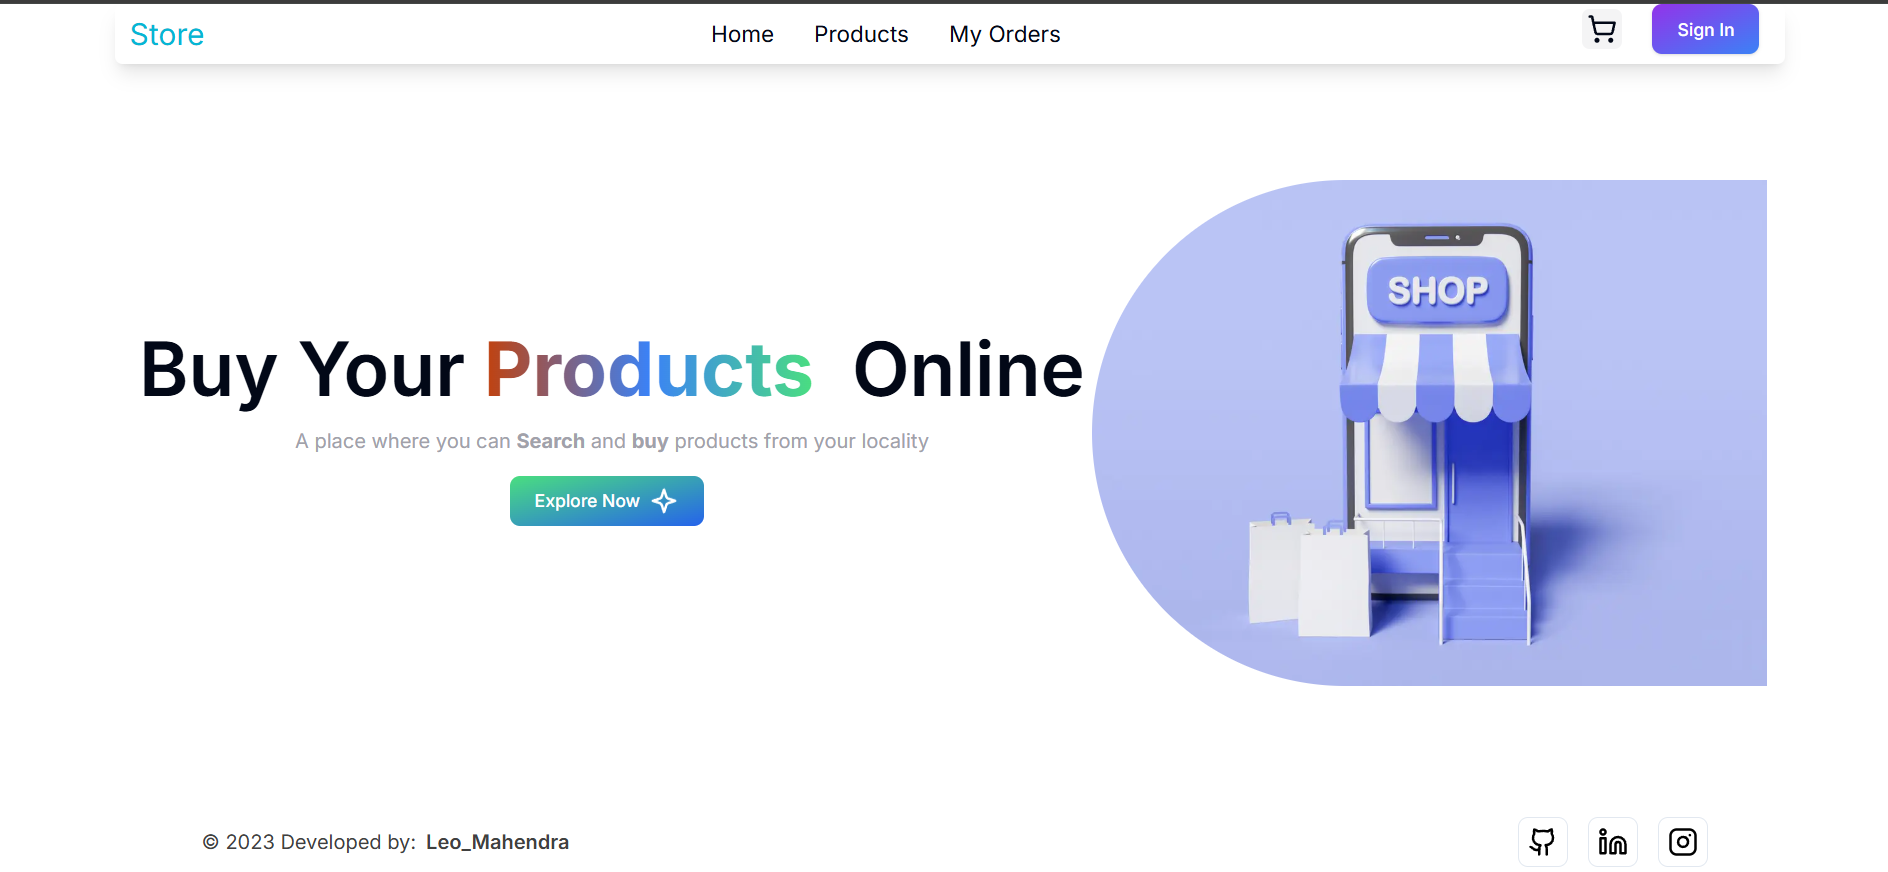 Store
Home Products My Orders
Sign In
SHOP
Buy Your Products Online
A place where you can Search and buy products from your locality
Explore Now
© 2023 Developed by: Leo_Mahendra